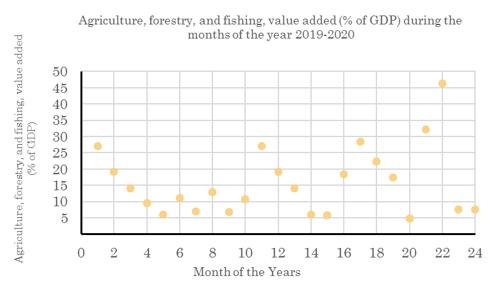 Agriculture, forestry, and fishing, value added (% of GDP) during the
months of the year 2019-2020
Agriculture, forestry, and fishing, value added
(% of GDP)
50
45
40
35
30
25
20
15
10
5
0 2 4 6 8 10 12 14 16 18 20 22 24
Month of the Years